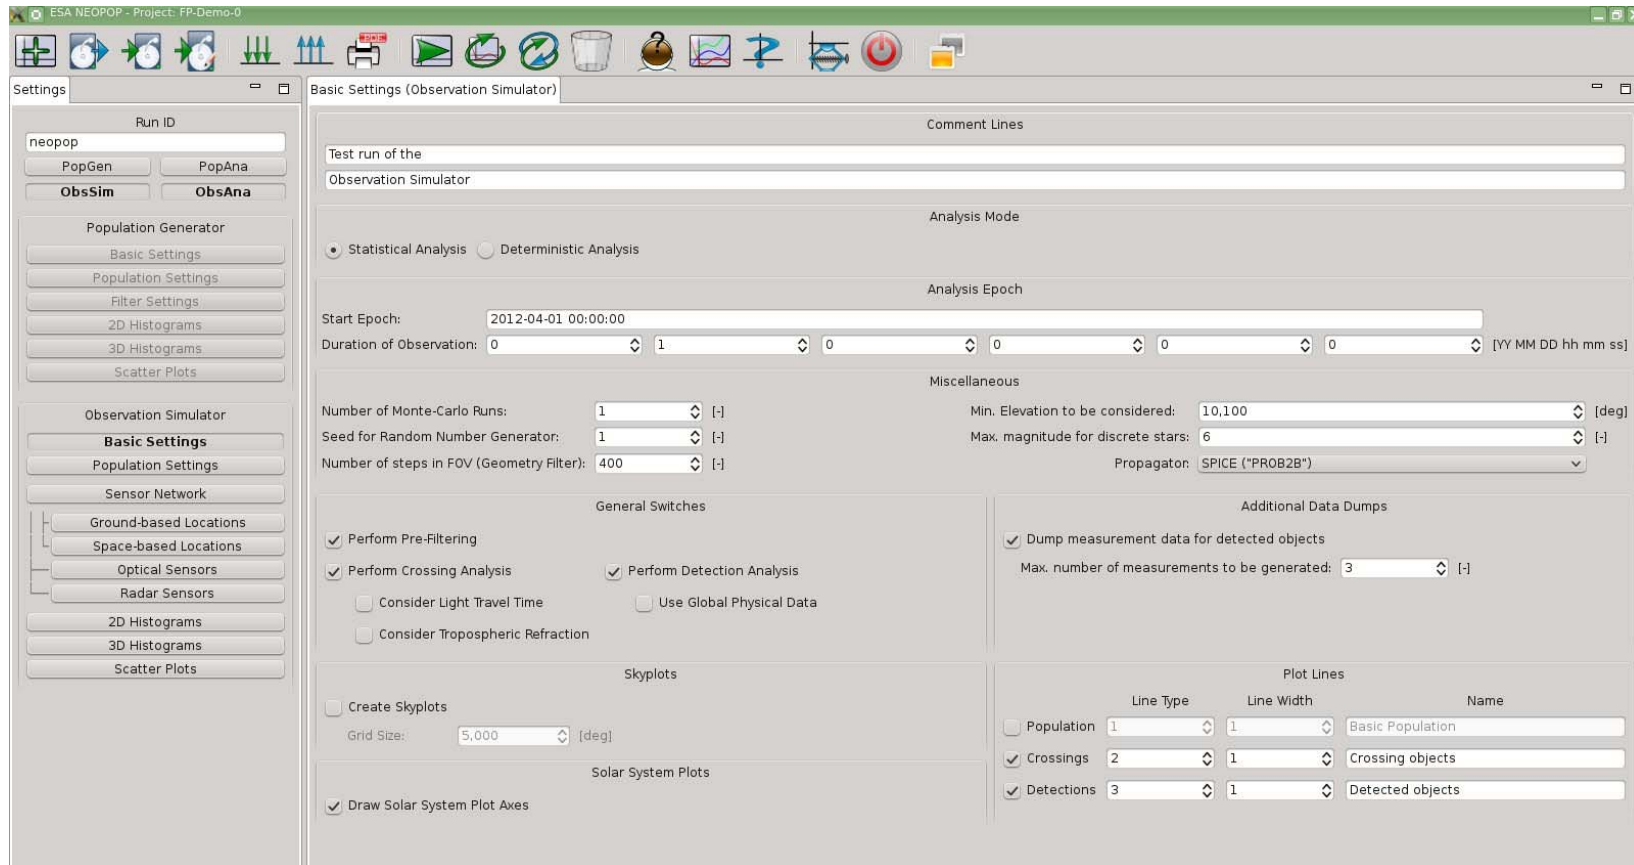 ESA NEOPOP - Project: FP-Demo-0
PDF
Settings
Run ID
neopop
PopGen PopAna
ObsSim ObsAna
Population Generator
Basic Settings
Population Settings
Filter Settings
2D Histograms
3D Histograms
Scatter Plots
Observation Simulator
Basic Settings
Population Settings
Sensor Network
Ground-based Locations
Space-based Locations
Optical Sensors
Radar Sensors
2D Histograms
3D Histograms
Scatter Plots
Basic Settings (Observation Simulator)
Comment Lines
Test run of the
Observation Simulator
Analysis Mode
Statistical Analysis Deterministic Analysis
Analysis Epoch
Start Epoch: 2012-04-01 00:00:00
Duration of Observation: 0 1 0 0 0 0 [YY MM DD hh mm ss]
Miscellaneous
Number of Monte-Carlo Runs: 1 [-] Min. Elevation to be considered: 10,100 [deg]
Seed for Random Number Generator: 1 [-] Max. magnitude for discrete stars: 6 [-]
Number of steps in FOV (Geometry Filter): 400 [-] Propagator: SPICE ("PROB2B")
General Switches
Perform Pre-Filtering
Perform Crossing Analysis Perform Detection Analysis
Consider Light Travel Time Use Global Physical Data
Consider Tropospheric Refraction
Additional Data Dumps
Dump measurement data for detected objects
Max. number of measurements to be generated: 3 [-]
Skyplots
Create Skyplots
Grid Size: 5,000 [deg]
Solar System Plots
Draw Solar System Plot Axes
Plot Lines
Line Type Line Width Name
Population 1 1 Basic Population
Crossings 2 1 Crossing objects
Detections 3 1 Detected objects